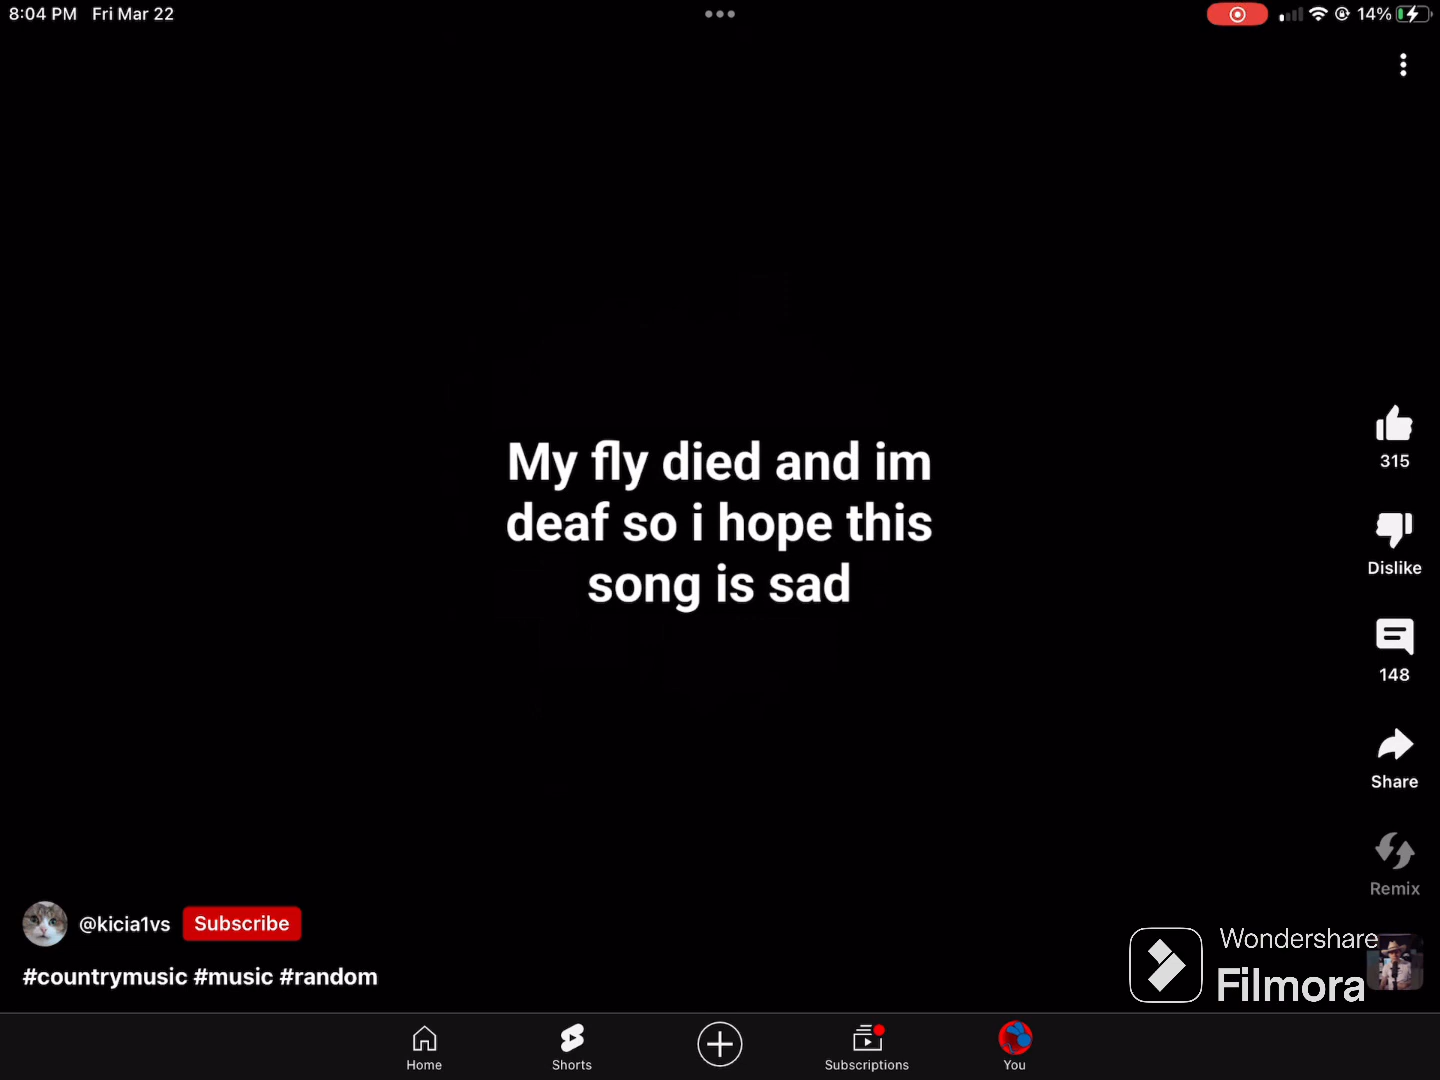 8:04 PM Fri Mar 22
14%
My fly died and im
deaf so i hope this
song is sad
315
Dislike
148
Share
Remix
@kicia1vs Subscribe
#countrymusic #music #random
Wondershare
Filmora
Home
Shorts
Subscriptions
You